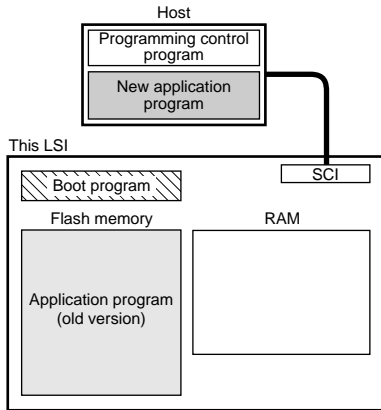 Host
Programming control
program
New application
program
This LSI
SCI
Boot program
Flash memory
RAM
Application program
(old version)